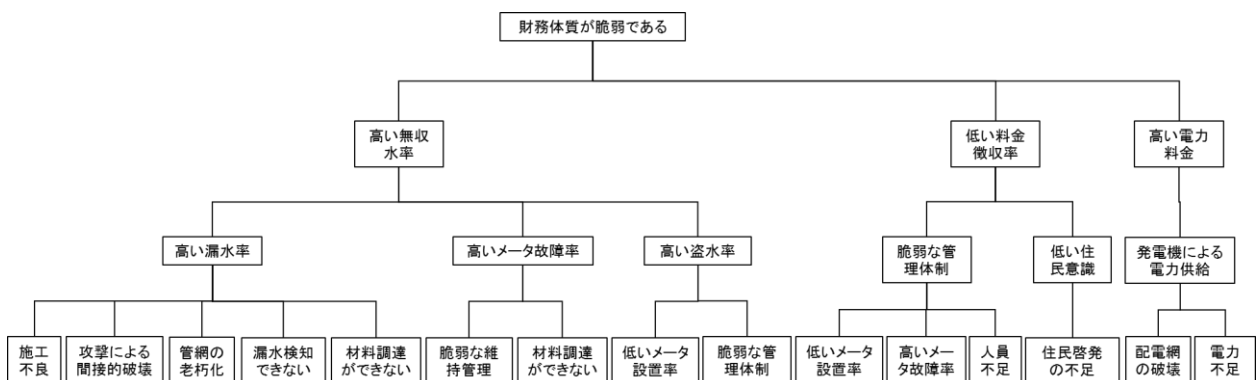 財務体質が脆弱である
高い無収
水率
低い料金
徴収率
高い電力
料金
高い漏水率
高いメータ故障率
高い盗水率
脆弱な管
理体制
低い住
民意識
発電機による
電力供給
施工
不良
攻撃による
間接的破壊
管網の
老朽化
漏水検知
できない
材料調達
ができない
脆弱な維
持管理
材料調達
ができない
低いメータ
設置率
脆弱な管
理体制
低いメータ
設置率
高いメー
タ故障率
人員
不足
住民啓発
の不足
配電網
の破壊
電力
不足